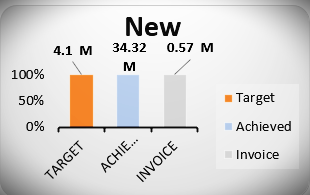 New
4.1 M
34.32
M
0.57 M
100%
50%
0%
TARGET
ACHIE...
INVOICE
Target
Achieved
Invoice